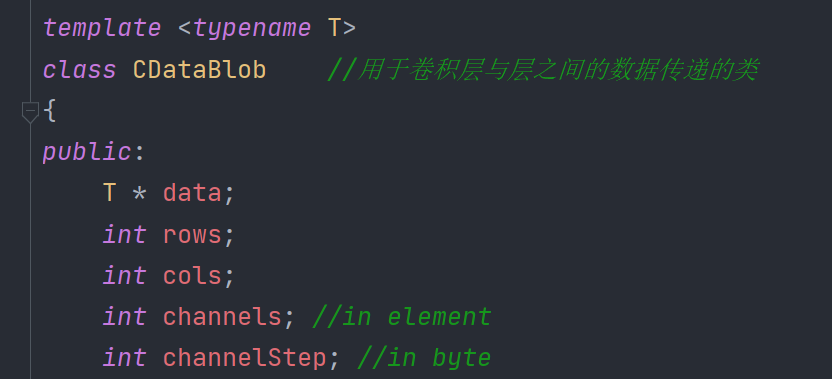 template <typename T>
class CDataBlob    //用于卷积层与层之间的数据传递的类
{
public:
    T * data;
    int rows;
    int cols;
    int channels; //in element
    int channelStep; //in byte